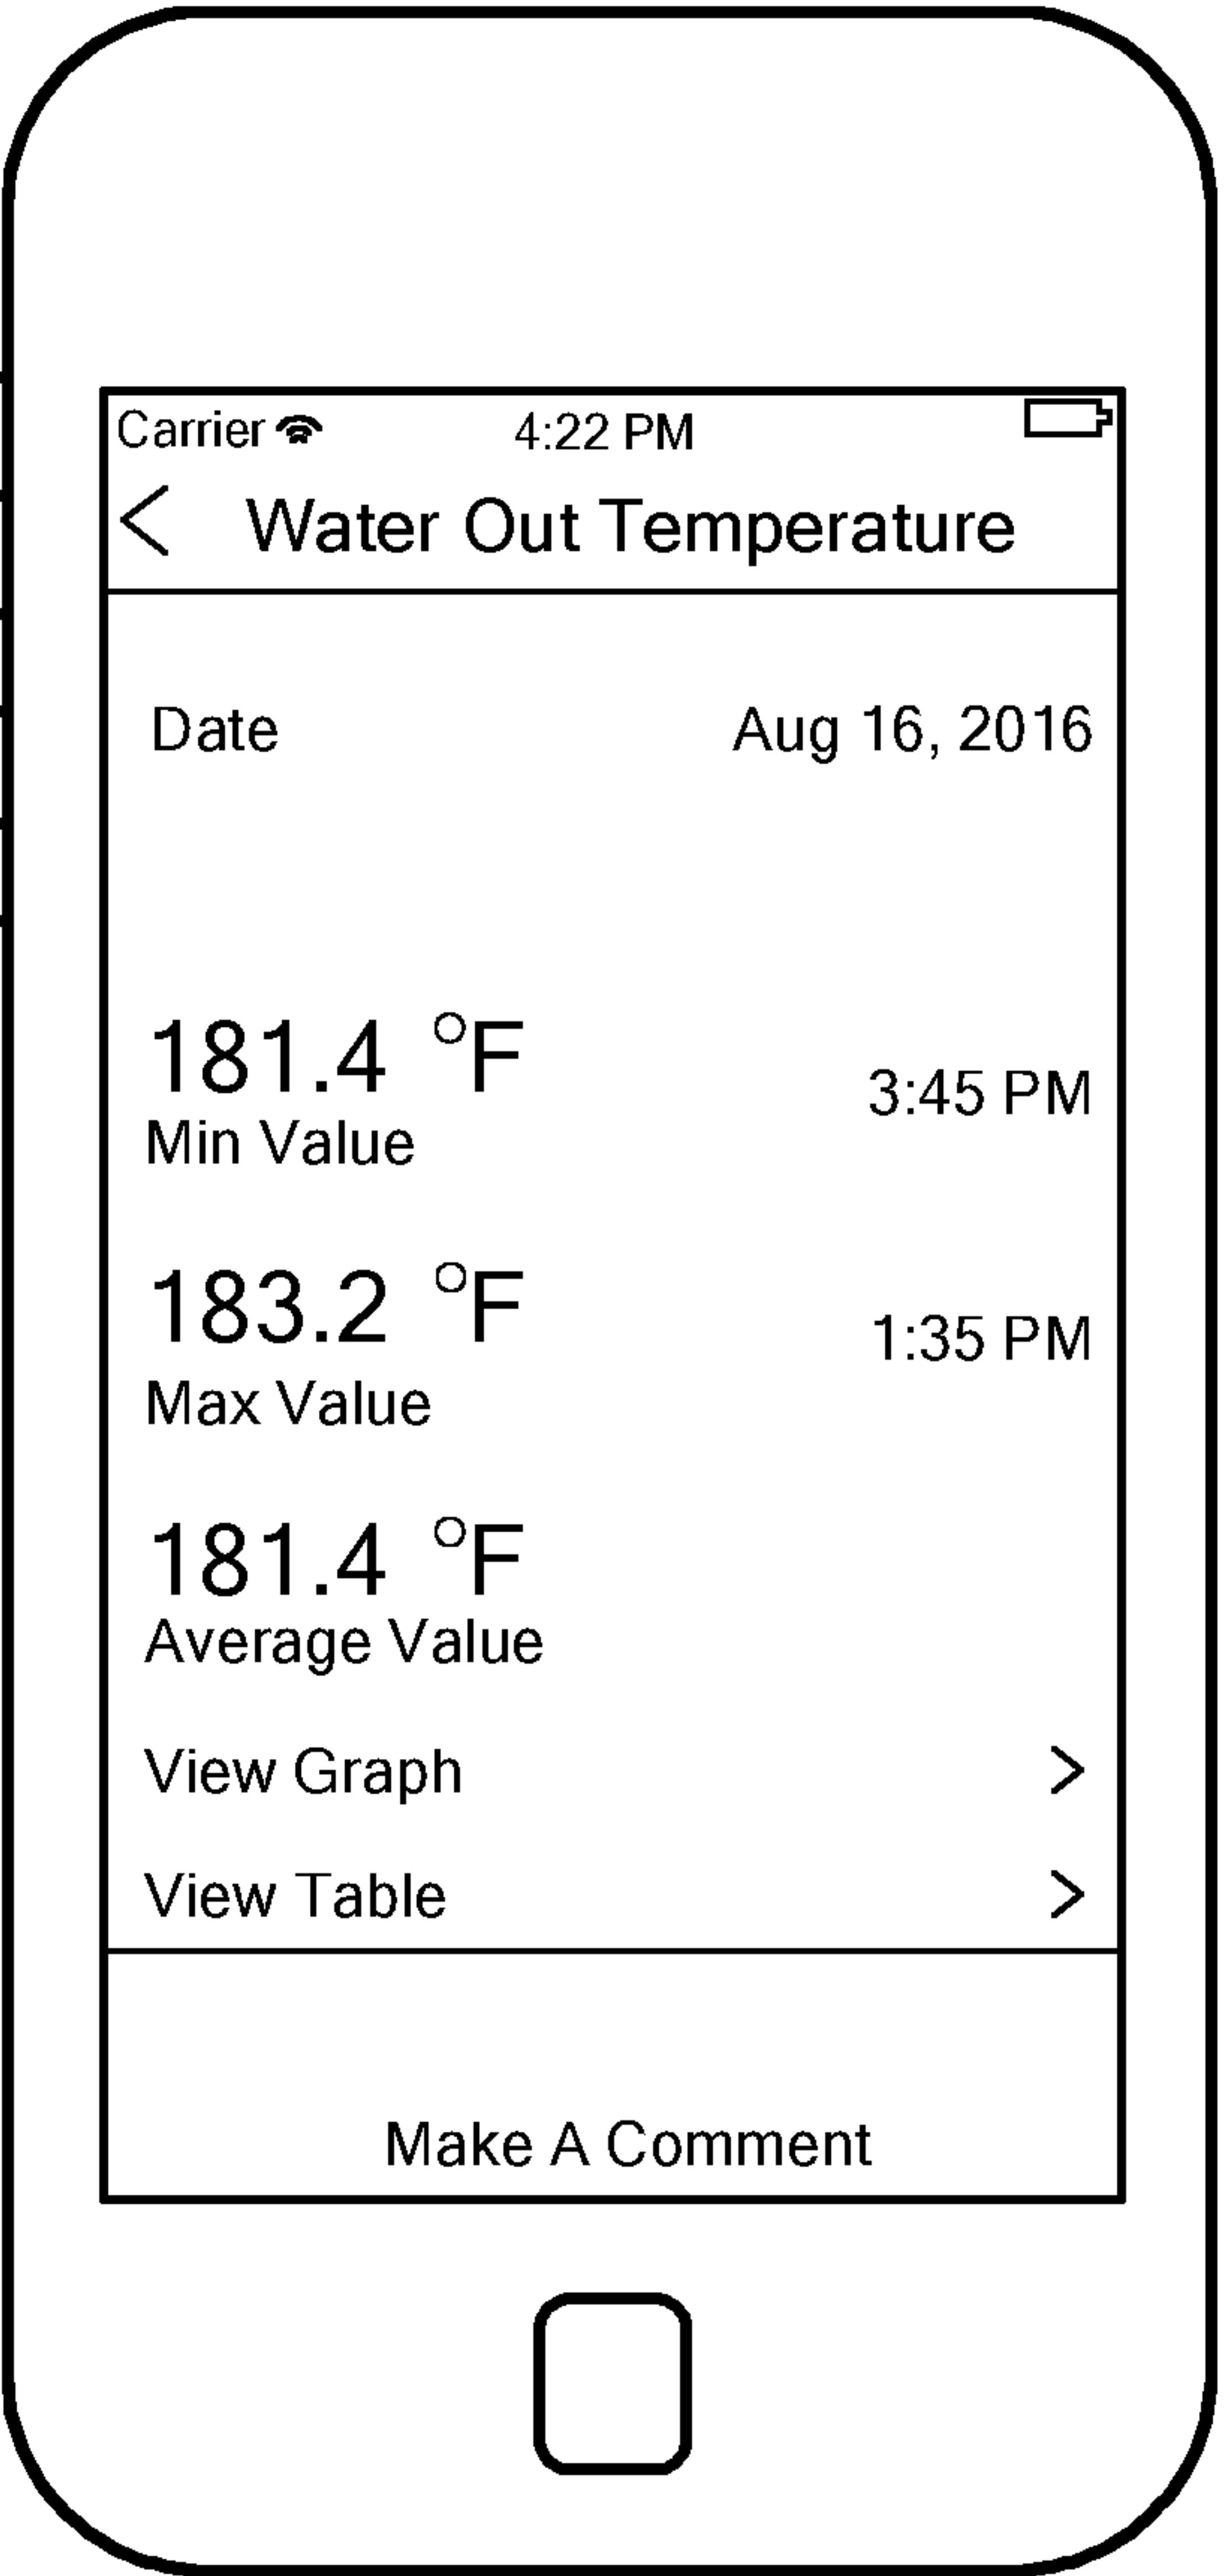 Carrier 4:22 PM
Water Out Temperature
Date Aug 16, 2016
181.4 °F
3:45 PM
Min Value
183.2 °F
1:35 PM
Max Value
181.4 °F
Average Value
View Graph >
View Table >
Make A Comment